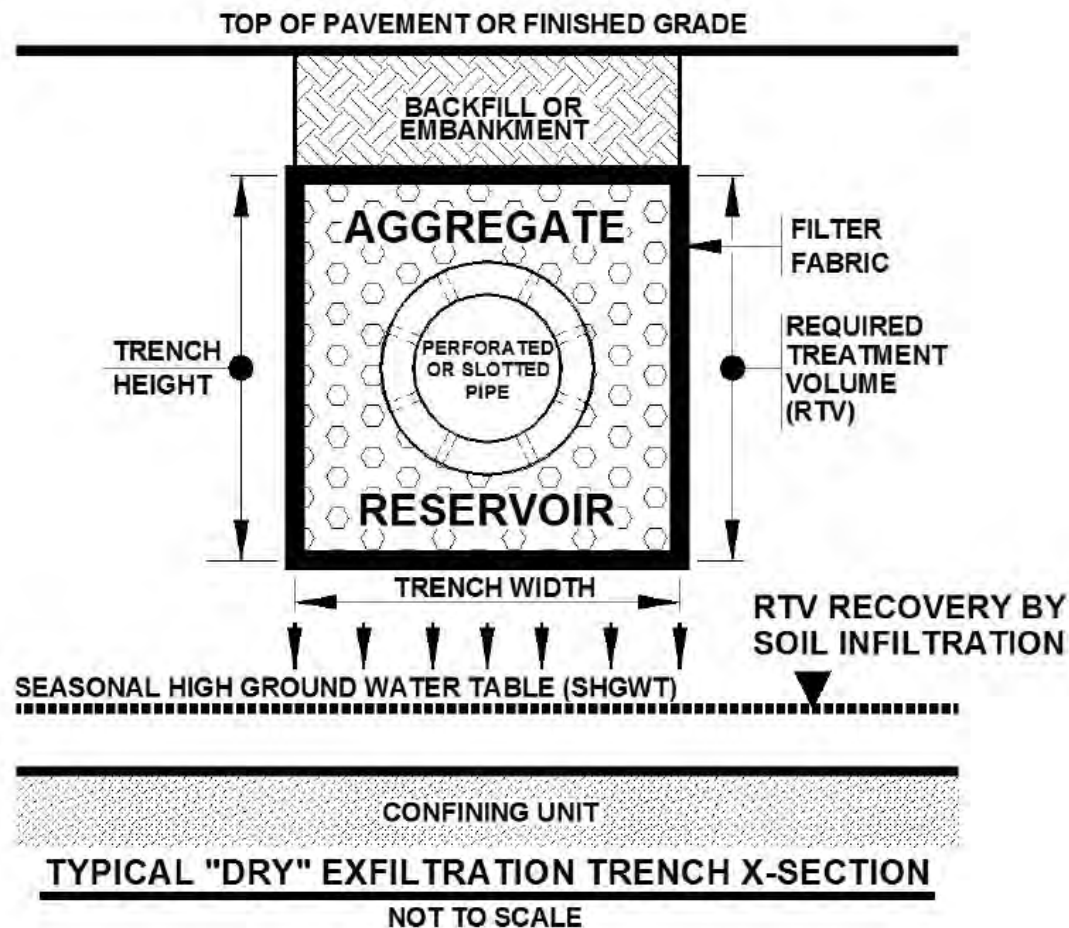 TOP OF PAVEMENT OR FINISHED GRADE
BACKFILL OR
EMBANKMENT
AGGREGATE
FILTER
FABRIC
PERFORATED
OR SLOTTED
PIPE
TRENCH
HEIGHT
REQUIRED
TREATMENT
VOLUME
(RTV)
RESERVOIR
TRENCH WIDTH
RTV RECOVERY BY
SOIL INFILTRATION
SEASONAL HIGH GROUND WATER TABLE (SHGWT)
CONFINING UNIT
TYPICAL "DRY" EXFILTRATION TRENCH X-SECTION
NOT TO SCALE